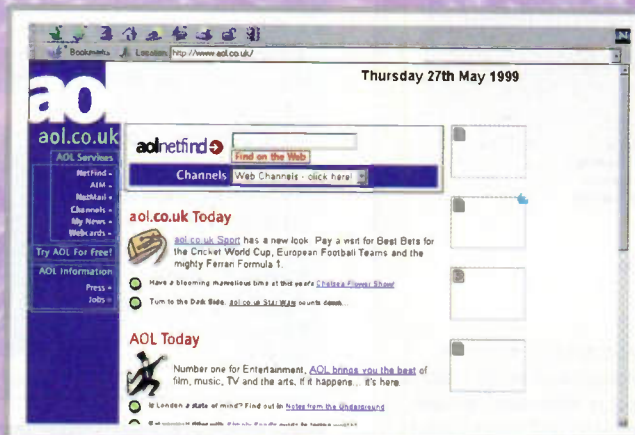 Bookmarks Location: http://www.aol.co.uk/
N
Thursday 27th May 1999
aol
aol.co.uk
AOL Services
NetFind
AIM
NetMail
Channels
My News
Webcards
Try AOL For Free!
AOL Information
Press
Jobs
aolnetfind
Find on the Web
Channels Web Channels - click here!
aol.co.uk Today
aol.co.uk Sport has a new look. Pay a visit for Best Bets for
the Cricket World Cup, European Football Teams and the
mighty Ferrari Formula 1.
Have a blooming marvellous time at this year's Chelsea Flower Show!
Turn to the Dark Side. aol.co.uk Star Wars counts down...
AOL Today
Number one for Entertainment, AOL brings you the best of
film, music, TV and the arts. If it happens... it's here.
Is London a state of mind? Find out in Notes from the Underground